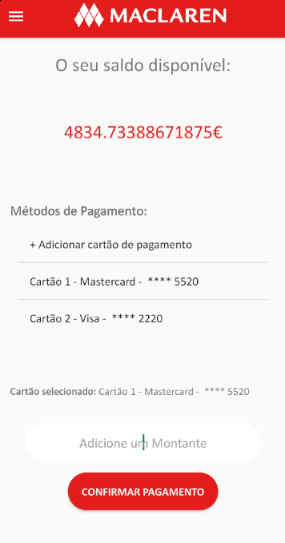 MACLAREN
O seu saldo disponível:
4834.73388671875€
Métodos de Pagamento:
+ Adicionar cartão de pagamento
Cartão 1 - Mastercard - **** 5520
Cartão 2 - Visa - **** 2220
Cartão selecionado: Cartão 1 - Mastercard - **** 5520
Adicione um Montante
CONFIRMAR PAGAMENTO